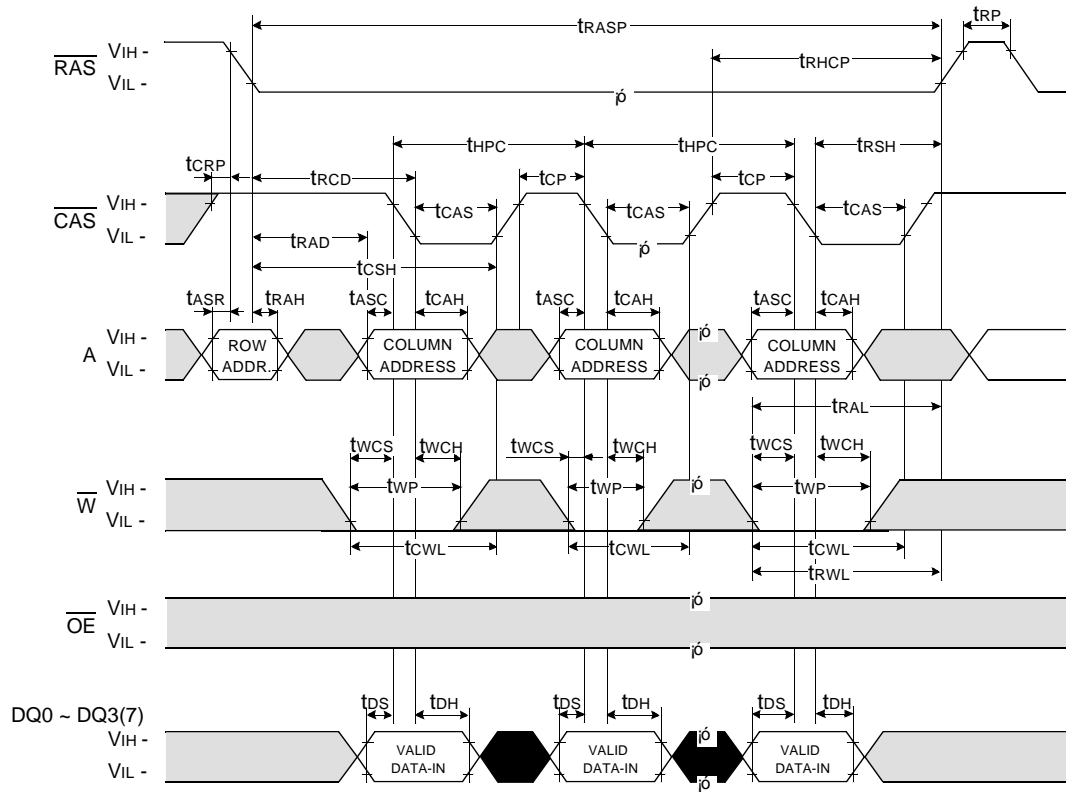 tRASP
tRP
RAS
VIH -
VIL -
tRHCP
¡ó
tHPC
tHPC
tRSH
tCRP
tRCD
tCP
tCP
CAS
VIH -
VIL -
tCAS
tCAS
tCAS
tRAD
¡ó
tCSH
tASR
tRAH
tASC
tCAH
tASC
tCAH
tASC
tCAH
A
VIH -
VIL -
ROW
ADDR.
COLUMN
ADDRESS
COLUMN
ADDRESS
¡ó
¡ó
COLUMN
ADDRESS
tRAL
tWCS
tWCH
tWCS
tWCH
tWCS
tWCH
W
VIH -
VIL -
tWP
tWP
¡ó
tWP
tCWL
tCWL
tCWL
tRWL
OE
VIH -
VIL -
¡ó
¡ó
tDS
tDH
tDS
tDH
tDS
tDH
DQ0 ~ DQ3(7)
VIH -
VIL -
VALID
DATA-IN
VALID
DATA-IN
¡ó
¡ó
VALID
DATA-IN